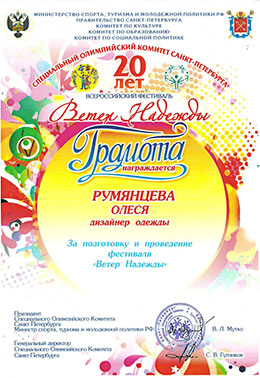 МИНИСТЕРСТВО СПОРТА, ТУРИЗМА И МОЛОДЕЖНОЙ ПОЛИТИКИ РФ
ПРАВИТЕЛЬСТВО САНКТ-ПЕТЕРБУРГА
КОМИТЕТ ПО КУЛЬТУРЕ
КОМИТЕТ ПО ОБРАЗОВАНИЮ
КОМИТЕТ ПО СОЦИАЛЬНОЙ ПОЛИТИКЕ
СПЕЦИАЛЬНЫЙ ОЛИМПИЙСКИЙ КОМИТЕТ САНКТ-ПЕТЕРБУРГА
20
ЛЕТ
ВСЕРОССИЙСКИЙ ФЕСТИВАЛЬ
Ветер Надежды
Грамота
награждается
РУМЯНЦЕВА
ОЛЕСЯ
дизайнер одежды
За подготовку и проведение
фестиваля
«Ветер Надежды»
Президент
Специального Олимпийского Комитета
Санкт-Петербурга
Министр спорта, туризма и молодежной политики РФ
В. Л. Мутко
Генеральный директор
Специального Олимпийского Комитета
Санкт-Петербурга
С. В. Гутников